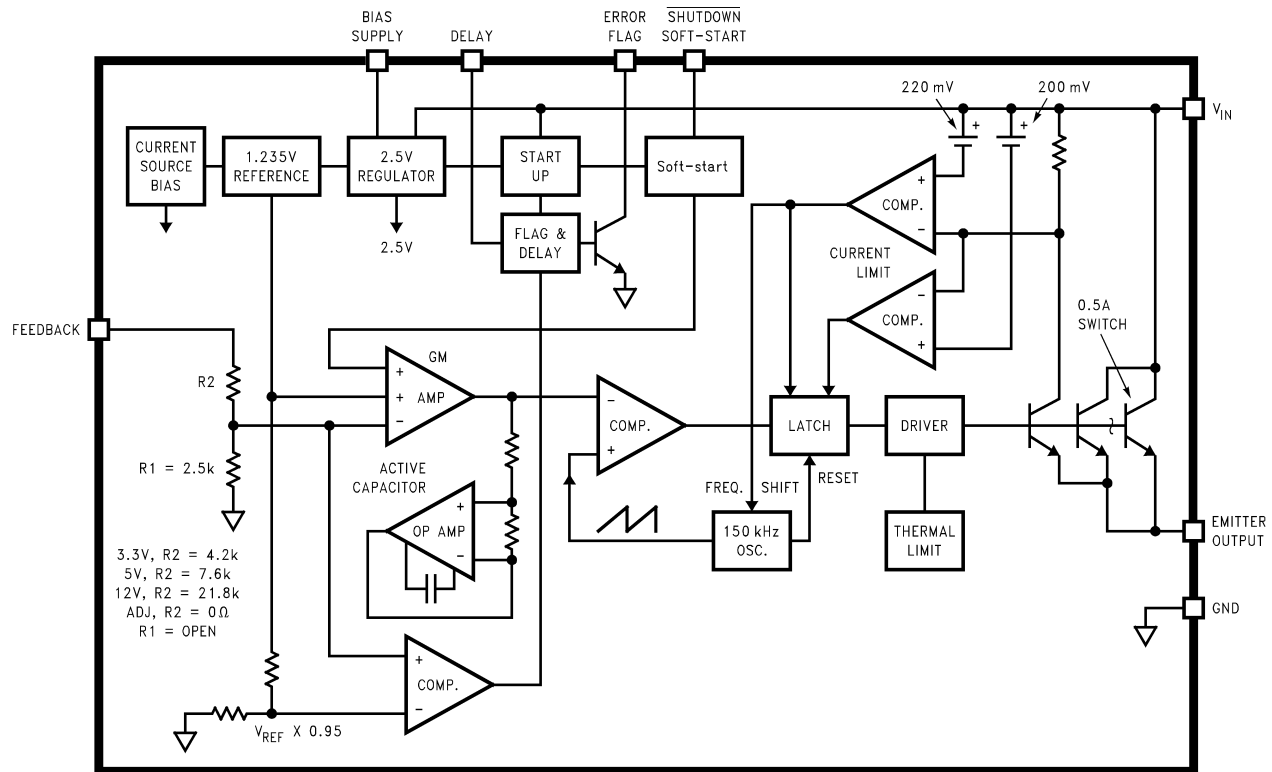 BIAS
SUPPLY
DELAY
ERROR
FLAG
SHUTDOWN
SOFT-START
220 mV
200 mV
+
+
VIN
CURRENT
SOURCE
BIAS
1.235V
REFERENCE
2.5V
REGULATOR
START
UP
Soft-start
2.5V
FLAG &
DELAY
+
COMP.
−
CURRENT
LIMIT
−
COMP.
+
0.5A
SWITCH
FEEDBACK
R2
R1 = 2.5k
GM
AMP
+
+
−
−
COMP.
+
LATCH
DRIVER
ACTIVE
CAPACITOR
+
OP AMP
−
FREQ. SHIFT
RESET
150 kHz
OSC.
THERMAL
LIMIT
EMITTER
OUTPUT
3.3V, R2 = 4.2k
5V, R2 = 7.6k
12V, R2 = 21.8k
ADJ, R2 = 0Ω
R1 = OPEN
GND
+
COMP.
−
VREF X 0.95